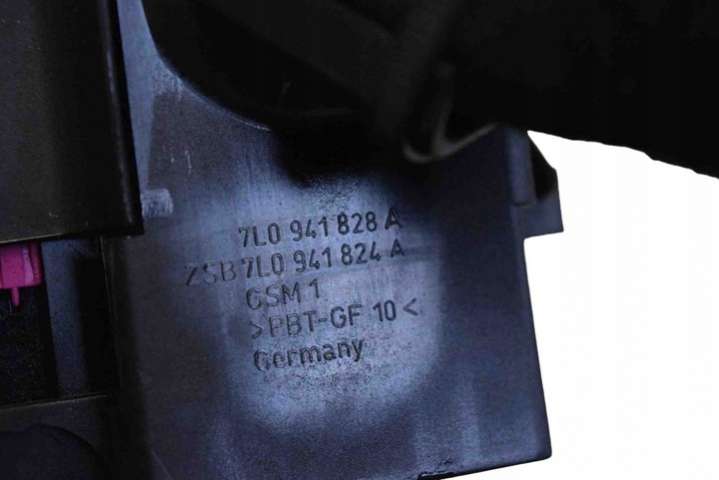 7L0 941 828 A
ZSB 7L0 941 824 A
GSM 1
>PBT-GF 10<
Germany